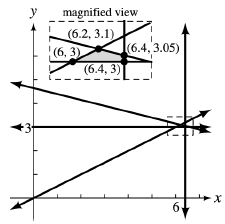 y
magnified view
(6.2, 3.1)
(6, 3)
(6.4, 3.05)
(6.4, 3)
3
6
x